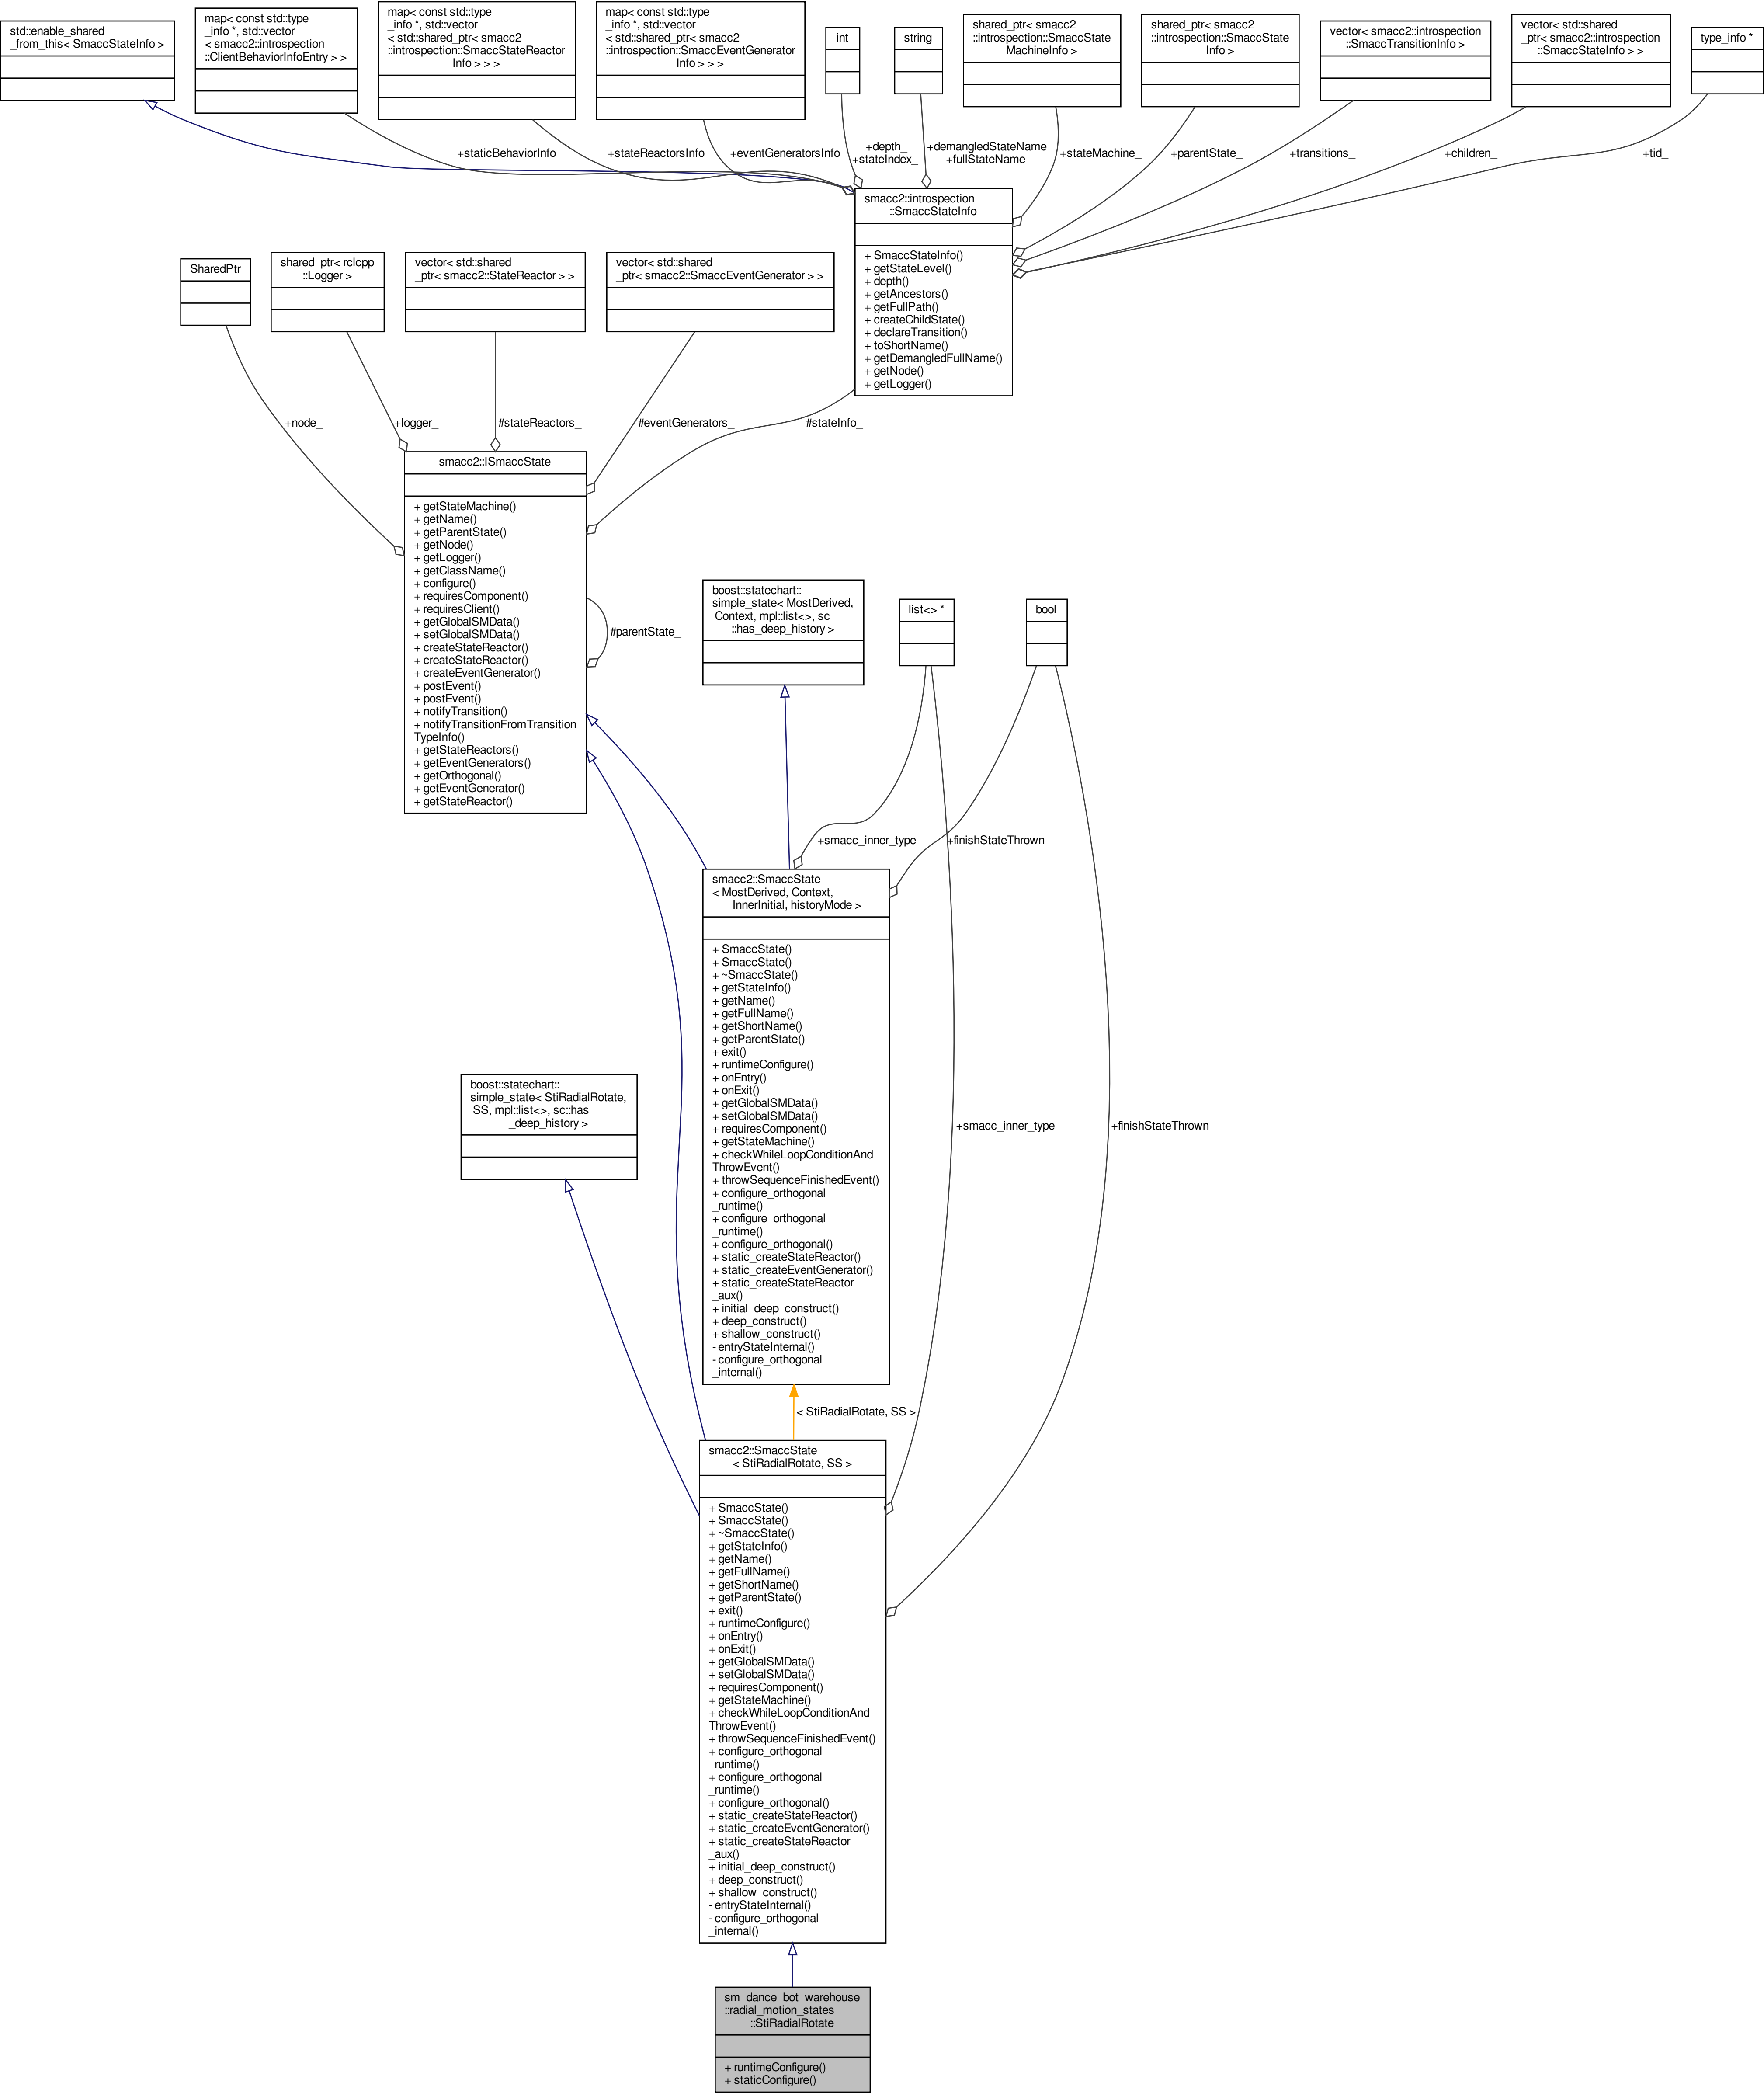 std::enable_shared
_from_this< SmaccStateInfo >
map< const std::type
_info *, std::vector
< smacc2::introspection
::ClientBehaviorInfoEntry > >
map< const std::type
_info *, std::vector
< std::shared_ptr< smacc2
::introspection::SmaccStateReactor
Info > > >
map< const std::type
_info *, std::vector
< std::shared_ptr< smacc2
::introspection::SmaccEventGenerator
Info > > >
int
string
shared_ptr< smacc2
::introspection::SmaccState
MachineInfo >
shared_ptr< smacc2
::introspection::SmaccState
Info >
vector< smacc2::introspection
::SmaccTransitionInfo >
vector< std::shared
_ptr< smacc2::introspection
::SmaccStateInfo > >
type_info *
+staticBehaviorInfo
+stateReactorsInfo
+eventGeneratorsInfo
+depth_
+stateIndex_
+demangledStateName
+fullStateName
+stateMachine_
+parentState_
+transitions_
+children_
+tid_
smacc2::introspection
::SmaccStateInfo
+ SmaccStateInfo()
+ getStateLevel()
+ depth()
+ getAncestors()
+ getFullPath()
+ createChildState()
+ declareTransition()
+ toShortName()
+ getDemangledFullName()
+ getNode()
+ getLogger()
SharedPtr
shared_ptr< rclcpp
::Logger >
vector< std::shared
_ptr< smacc2::StateReactor > >
vector< std::shared
_ptr< smacc2::SmaccEventGenerator > >
+node_
+logger_
#stateReactors_
#eventGenerators_
#stateInfo_
smacc2::ISmaccState
+ getStateMachine()
+ getName()
+ getParentState()
+ getNode()
+ getLogger()
+ getClassName()
+ configure()
+ requiresComponent()
+ requiresClient()
+ getGlobalSMData()
+ setGlobalSMData()
+ createStateReactor()
+ createStateReactor()
+ createEventGenerator()
+ postEvent()
+ postEvent()
+ notifyTransition()
+ notifyTransitionFromTransition
TypeInfo()
+ getStateReactors()
+ getEventGenerators()
+ getOrthogonal()
+ getEventGenerator()
+ getStateReactor()
#parentState_
boost::statechart::
simple_state< MostDerived,
Context, mpl::list<>, sc
::has_deep_history >
list<> *
bool
+smacc_inner_type
+finishStateThrown
smacc2::SmaccState
< MostDerived, Context,
InnerInitial, historyMode >
+ SmaccState()
+ SmaccState()
+ ~SmaccState()
+ getStateInfo()
+ getName()
+ getFullName()
+ getShortName()
+ getParentState()
+ exit()
+ runtimeConfigure()
+ onEntry()
+ onExit()
+ getGlobalSMData()
+ setGlobalSMData()
+ requiresComponent()
+ getStateMachine()
+ checkWhileLoopConditionAnd
ThrowEvent()
+ throwSequenceFinishedEvent()
+ configure_orthogonal
_runtime()
+ configure_orthogonal
_runtime()
+ configure_orthogonal()
+ static_createStateReactor()
+ static_createEventGenerator()
+ static_createStateReactor
_aux()
+ initial_deep_construct()
+ deep_construct()
+ shallow_construct()
- entryStateInternal()
- configure_orthogonal
_internal()
boost::statechart::
simple_state< StiRadialRotate,
SS, mpl::list<>, sc::has
_deep_history >
+smacc_inner_type
+finishStateThrown
< StiRadialRotate, SS >
smacc2::SmaccState
< StiRadialRotate, SS >
+ SmaccState()
+ SmaccState()
+ ~SmaccState()
+ getStateInfo()
+ getName()
+ getFullName()
+ getShortName()
+ getParentState()
+ exit()
+ runtimeConfigure()
+ onEntry()
+ onExit()
+ getGlobalSMData()
+ setGlobalSMData()
+ requiresComponent()
+ getStateMachine()
+ checkWhileLoopConditionAnd
ThrowEvent()
+ throwSequenceFinishedEvent()
+ configure_orthogonal
_runtime()
+ configure_orthogonal
_runtime()
+ configure_orthogonal()
+ static_createStateReactor()
+ static_createEventGenerator()
+ static_createStateReactor
_aux()
+ initial_deep_construct()
+ deep_construct()
+ shallow_construct()
- entryStateInternal()
- configure_orthogonal
_internal()
sm_dance_bot_warehouse
::radial_motion_states
::StiRadialRotate
+ runtimeConfigure()
+ staticConfigure()